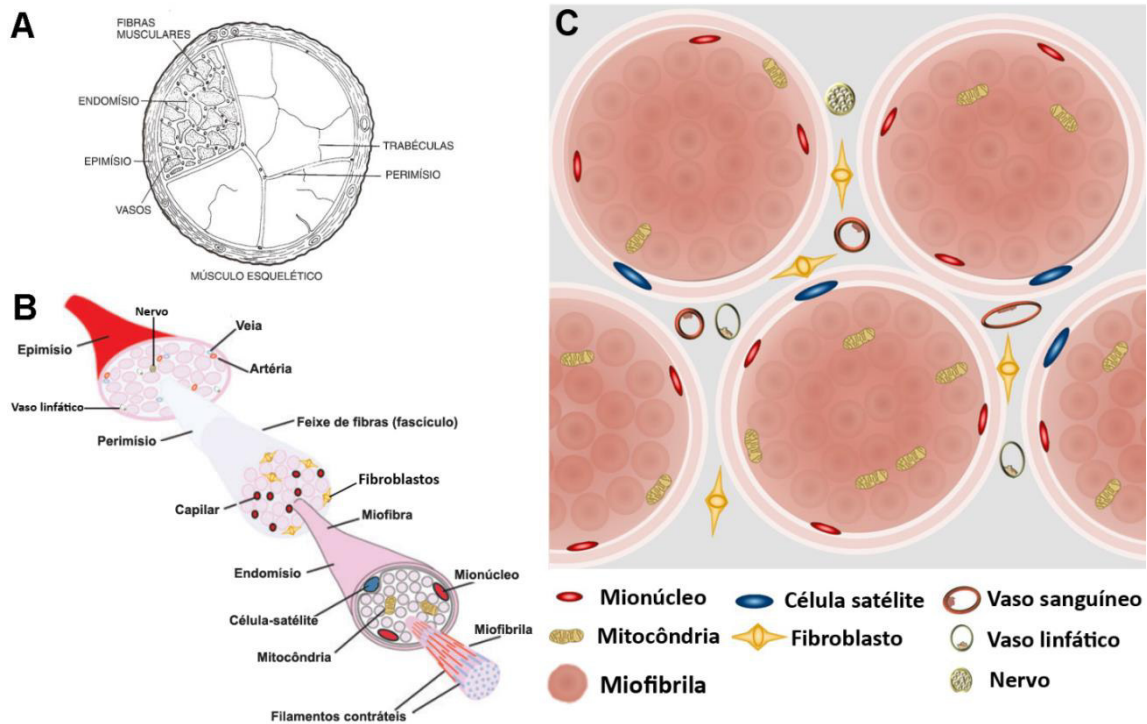 A
FIBRAS
MUSCULARES
ENDOMÍSIO
EPIMÍSIO
VASOS
TRABÉCULAS
PERIMÍSIO
MÚSCULO ESQUELÉTICO
B
Nervo
Veia
Epimísio
Artéria
Vaso linfático
Perimísio
Feixe de fibras (fascículo)
Fibroblastos
Capilar
Miofibra
Endomísio
Mionúcleo
Célula-satélite
Miofibrila
Mitocôndria
Filamentos contráteis
C
Mionúcleo
Célula satélite
Vaso sanguíneo
Mitocôndria
Fibroblasto
Vaso linfático
Miofibrila
Nervo